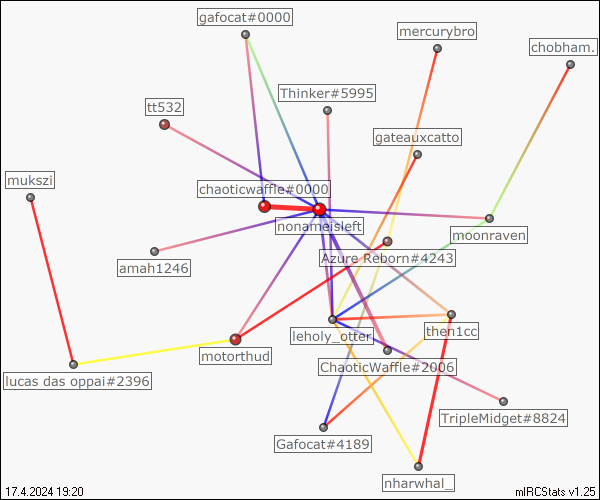 gafocat#0000
mercurybro
chobham.
Thinker#5995
tt532
gateauxcatto
mukszi
chaoticwaffle#0000
nonameisleft
moonraven
Azure Reborn#4243
amah1246
leholy_otter
then1cc
motorthud
ChaoticWaffle#2006
lucas das oppai#2396
TripleMidget#8824
Gafocat#4189
nharwhal_
17.4.2024 19:20
mIRCStats v1.25